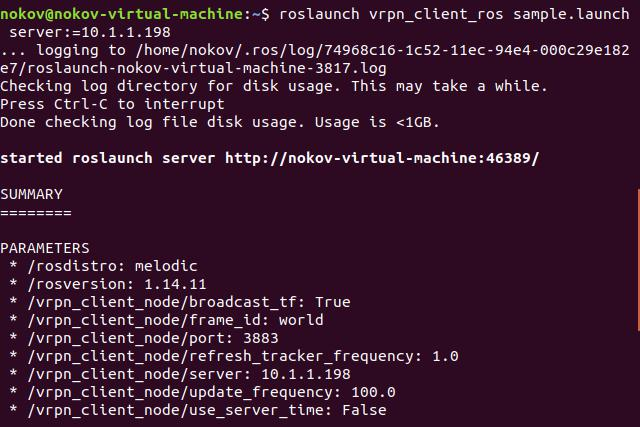 nokov@nokov-virtual-machine:~$ roslaunch vrpn_client_ros sample.launch
server:=10.1.1.198
... logging to /home/nokov/.ros/log/74968c16-1c52-11ec-94e4-000c29e182
e7/roslaunch-nokov-virtual-machine-3817.log
Checking log directory for disk usage. This may take a while.
Press Ctrl-C to interrupt
Done checking log file disk usage. Usage is <1GB.
started roslaunch server http://nokov-virtual-machine:46389/
SUMMARY
========
PARAMETERS
* /rosdistro: melodic
* /rosversion: 1.14.11
* /vrpn_client_node/broadcast_tf: True
* /vrpn_client_node/frame_id: world
* /vrpn_client_node/port: 3883
* /vrpn_client_node/refresh_tracker_frequency: 1.0
* /vrpn_client_node/server: 10.1.1.198
* /vrpn_client_node/update_frequency: 100.0
* /vrpn_client_node/use_server_time: False